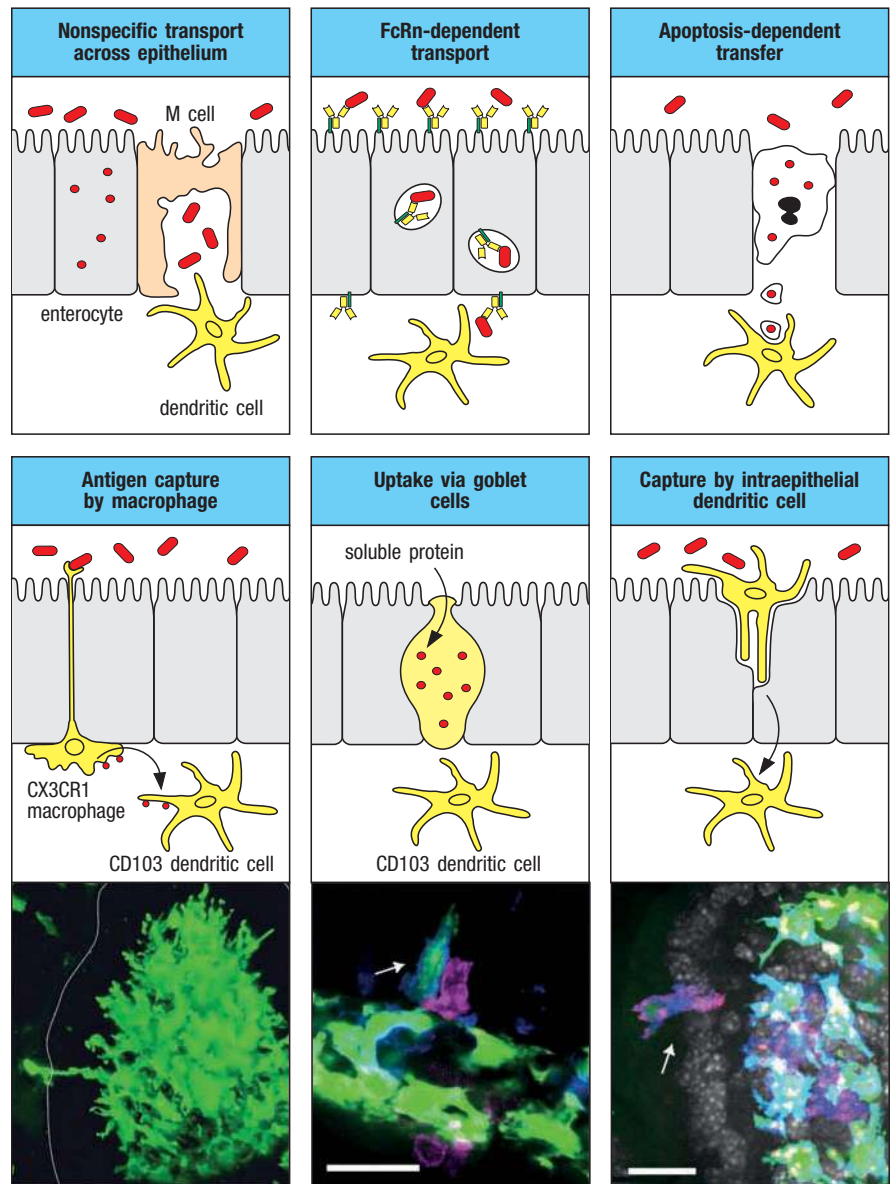 Nonspecific transport
across epithelium
M cell
enterocyte
dendritic cell
FcRn-dependent
transport
Apoptosis-dependent
transfer
Antigen capture
by macrophage
CX3CR1
macrophage
CD103 dendritic cell
Uptake via goblet
cells
soluble protein
CD103 dendritic cell
Capture by intraepithelial
dendritic cell